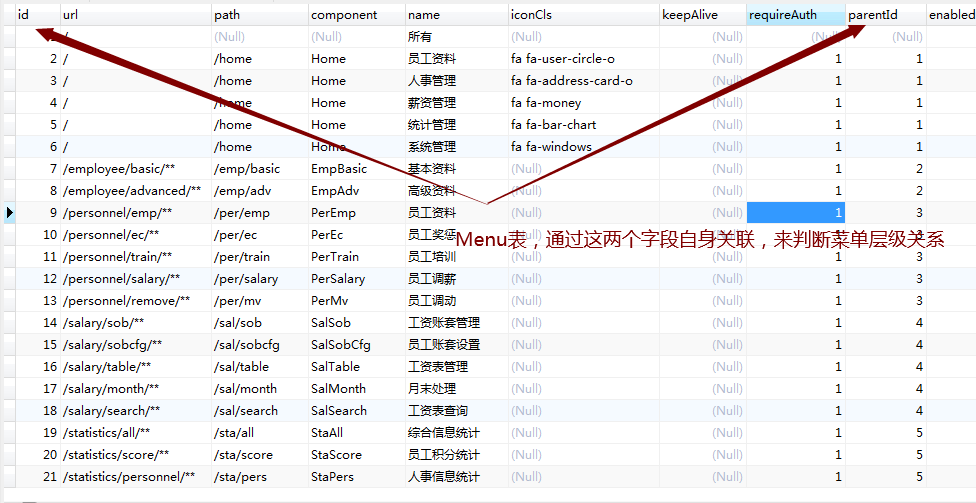 id url path component name iconCls keepAlive requireAuth parentId enabled
/ (Null) (Null) 所有 (Null) (Null) (Null) (Null)
2 / /home Home 员工资料 fa fa-user-circle-o (Null) 1 1
3 / /home Home 人事管理 fa fa-address-card-o (Null) 1 1
4 / /home Home 薪资管理 fa fa-money (Null) 1 1
5 / /home Home 统计管理 fa fa-bar-chart (Null) 1 1
6 / /home Home 系统管理 fa fa-windows (Null) 1 1
7 /employee/basic/** /emp/basic EmpBasic 基本资料 (Null) (Null) 1 2
8 /employee/advanced/** /emp/adv EmpAdv 高级资料 (Null) (Null) 1 2
9 /personnel/emp/** /per/emp PerEmp 员工资料 (Null) (Null) 1 3
10 /personnel/ec/** /per/ec PerEc 员工奖惩
Menu表，通过这两个字段自身关联，来判断菜单层级关系
11 /personnel/train/** /per/train PerTrain 员工培训 (Null) (Null) 1 3
12 /personnel/salary/** /per/salary PerSalary 员工调薪 (Null) (Null) 1 3
13 /personnel/remove/** /per/mv PerMv 员工调动 (Null) (Null) 1 3
14 /salary/sob/** /sal/sob SalSob 工资账套管理 (Null) (Null) 1 4
15 /salary/sobcfg/** /sal/sobcfg SalSobCfg 员工账套设置 (Null) (Null) 1 4
16 /salary/table/** /sal/table SalTable 工资表管理 (Null) (Null) 1 4
17 /salary/month/** /sal/month SalMonth 月末处理 (Null) (Null) 1 4
18 /salary/search/** /sal/search SalSearch 工资表查询 (Null) (Null) 1 4
19 /statistics/all/** /sta/all StaAll 综合信息统计 (Null) (Null) 1 5
20 /statistics/score/** /sta/score StaScore 员工积分统计 (Null) (Null) 1 5
21 /statistics/personnel/** /sta/pers StaPers 人事信息统计 (Null) (Null) 1 5